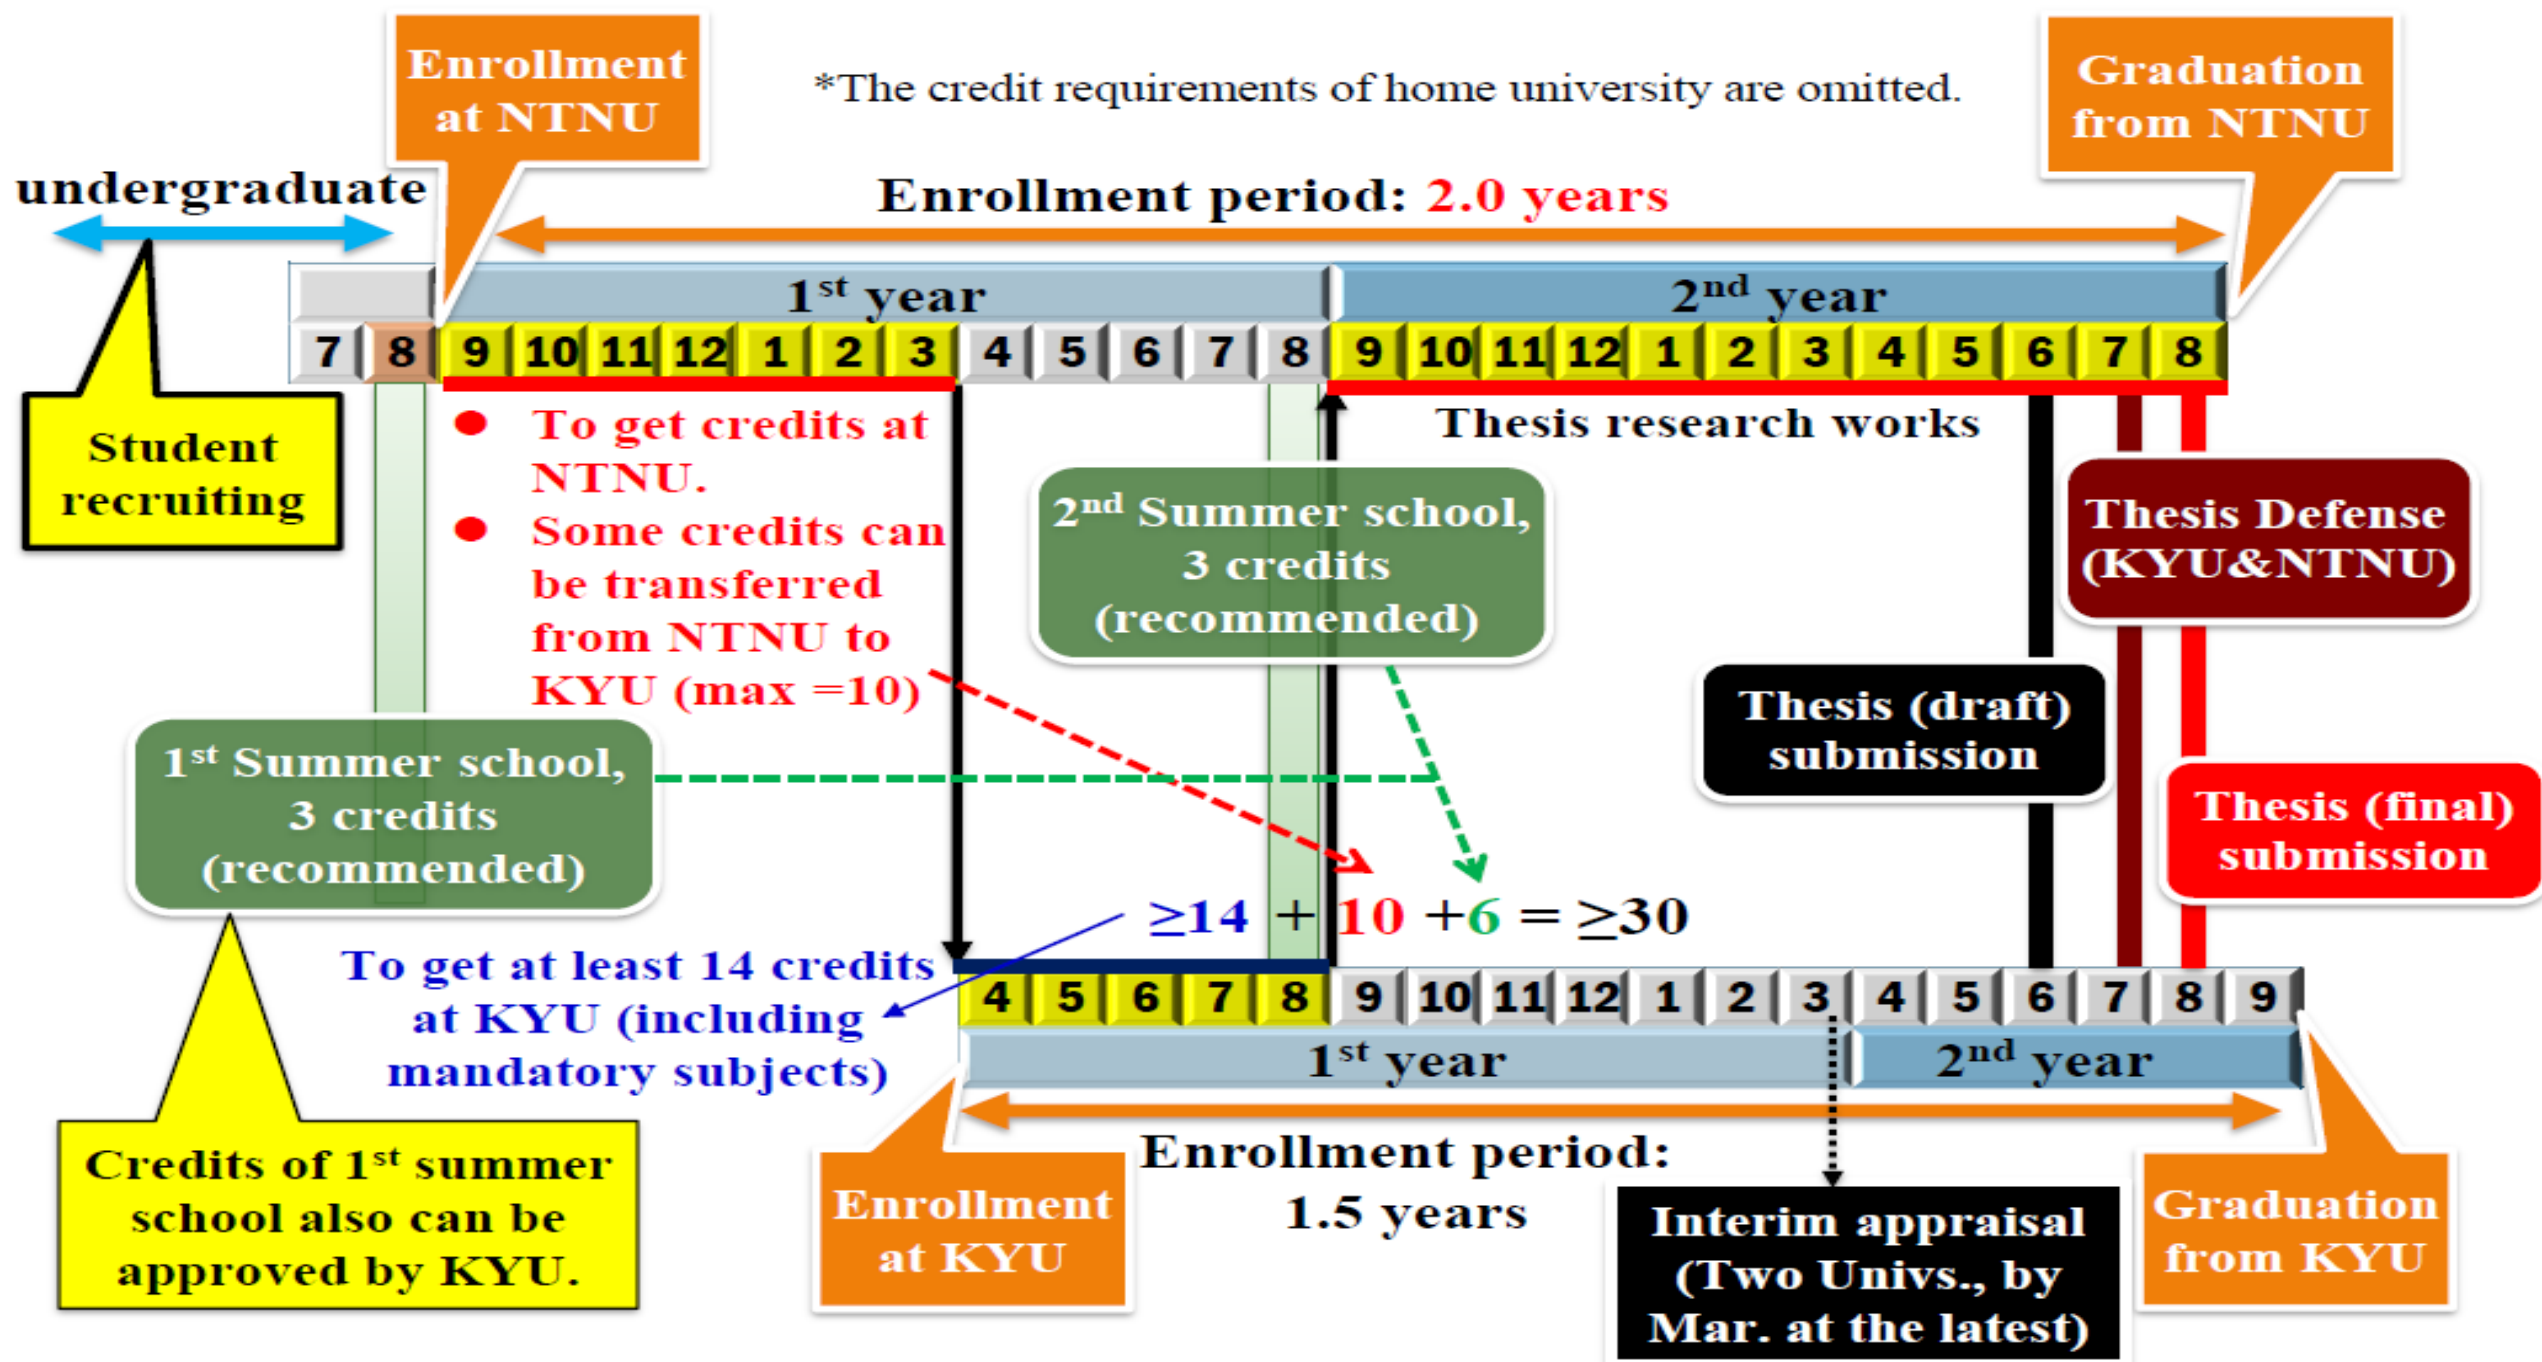 Enrollment
at NTNU
*The credit requirements of home university are omitted.
Graduation
from NTNU
undergraduate
Enrollment period: 2.0 years
1st year
2nd year
7 8 9 10 11 12 1 2 3 4 5 6 7 8 9 10 11 12 1 2 3 4 5 6 7 8
Student
recruiting
● To get credits at
NTNU.
● Some credits can
be transferred
from NTNU to
KYU (max =10)
Thesis research works
2nd Summer school,
3 credits
(recommended)
Thesis Defense
(KYU&NTNU)
Thesis (draft)
submission
1st Summer school,
3 credits
(recommended)
Thesis (final)
submission
≥14 + 10 +6 = ≥30
To get at least 14 credits
at KYU (including
mandatory subjects)
4 5 6 7 8 9 10 11 12 1 2 3 4 5 6 7 8 9
1st year
2nd year
Credits of 1st summer
school also can be
approved by KYU.
Enrollment
at KYU
Enrollment period:
1.5 years
Interim appraisal
(Two Univs., by
Mar. at the latest)
Graduation
from KYU